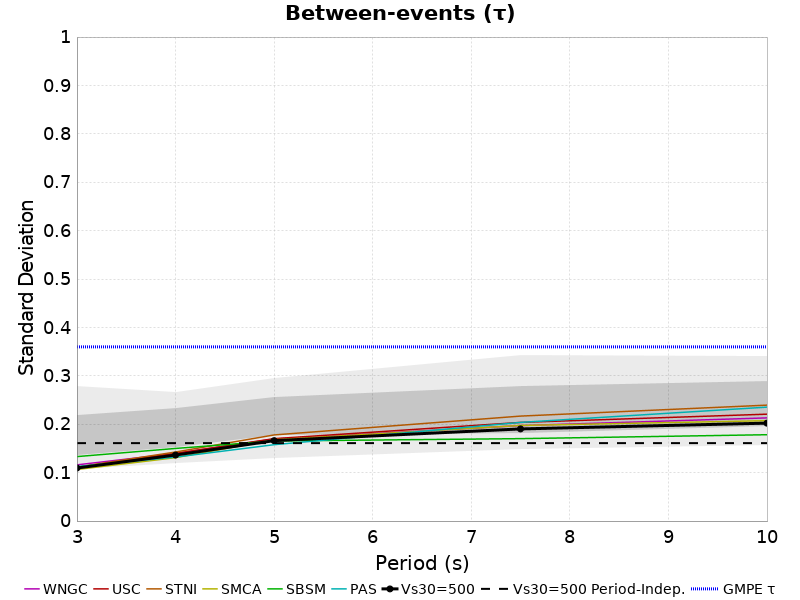 Between-events (τ)
1
0.9
0.8
0.7
0.6
0.5
0.4
0.3
0.2
0.1
0
Standard Deviation
3 4 5 6 7 8 9 10
Period (s)
WNGC USC STNI SMCA SBSM PAS Vs30=500 Vs30=500 Period-Indep. GMPE τ